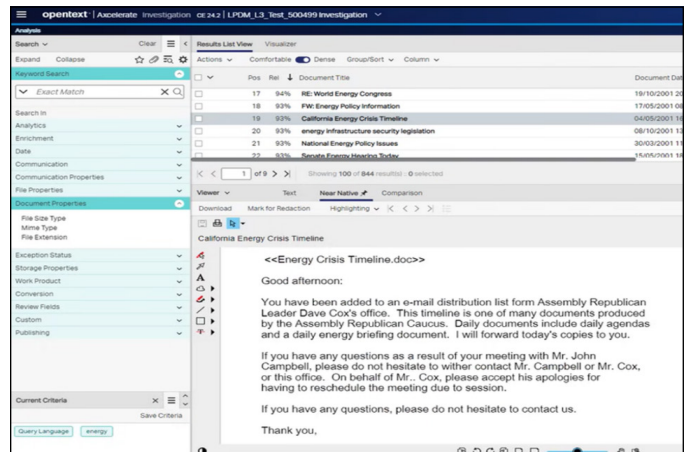 opentext | Axcelerate Investigation CE 24.2 | LPDM_L3_Test_500499 Investigation
Analysis
Search Clear
Expand Collapse
Keyword Search
Exact Match
Search In
Analytics
Enrichment
Date
Communication
Communication Properties
File Properties
Document Properties
File Size Type
Mime Type
File Extension
Exception Status
Storage Properties
Work Product
Conversion
Review Fields
Custom
Publishing
Current Criteria
Save Criteria
Query Language energy
Results List View Visualizer
Actions Comfortable Dense Group/Sort Column
Pos Rel Document Title Document Dat
17 94% RE: World Energy Congress 19/10/2001 20
18 93% FW: Energy Policy Information 17/05/2001 08
19 93% California Energy Crisis Timeline 04/05/2001 16
20 93% energy infrastructure security legislation 08/10/2001 13
21 93% National Energy Policy Issues 30/03/2001 11
22 93% Senate Energy Hearing Today 15/05/2001 18
1 of 9 Showing 100 of 844 result(s) : 0 selected
Viewer Text Near Native Comparison
Download Mark for Redaction Highlighting
California Energy Crisis Timeline
<<Energy Crisis Timeline.doc>>
Good afternoon:
You have been added to an e-mail distribution list form Assembly Republican
Leader Dave Cox's office. This timeline is one of many documents produced
by the Assembly Republican Caucus. Daily documents include daily agendas
and a daily energy briefing document. I will forward today's copies to you.
If you have any questions as a result of your meeting with Mr. John
Campbell, please do not hesitate to wither contact Mr. Campbell or Mr. Cox,
or this office. On behalf of Mr.. Cox, please accept his apologies for
having to reschedule the meeting due to session.
If you have any questions, please do not hesitate to contact us.
Thank you,